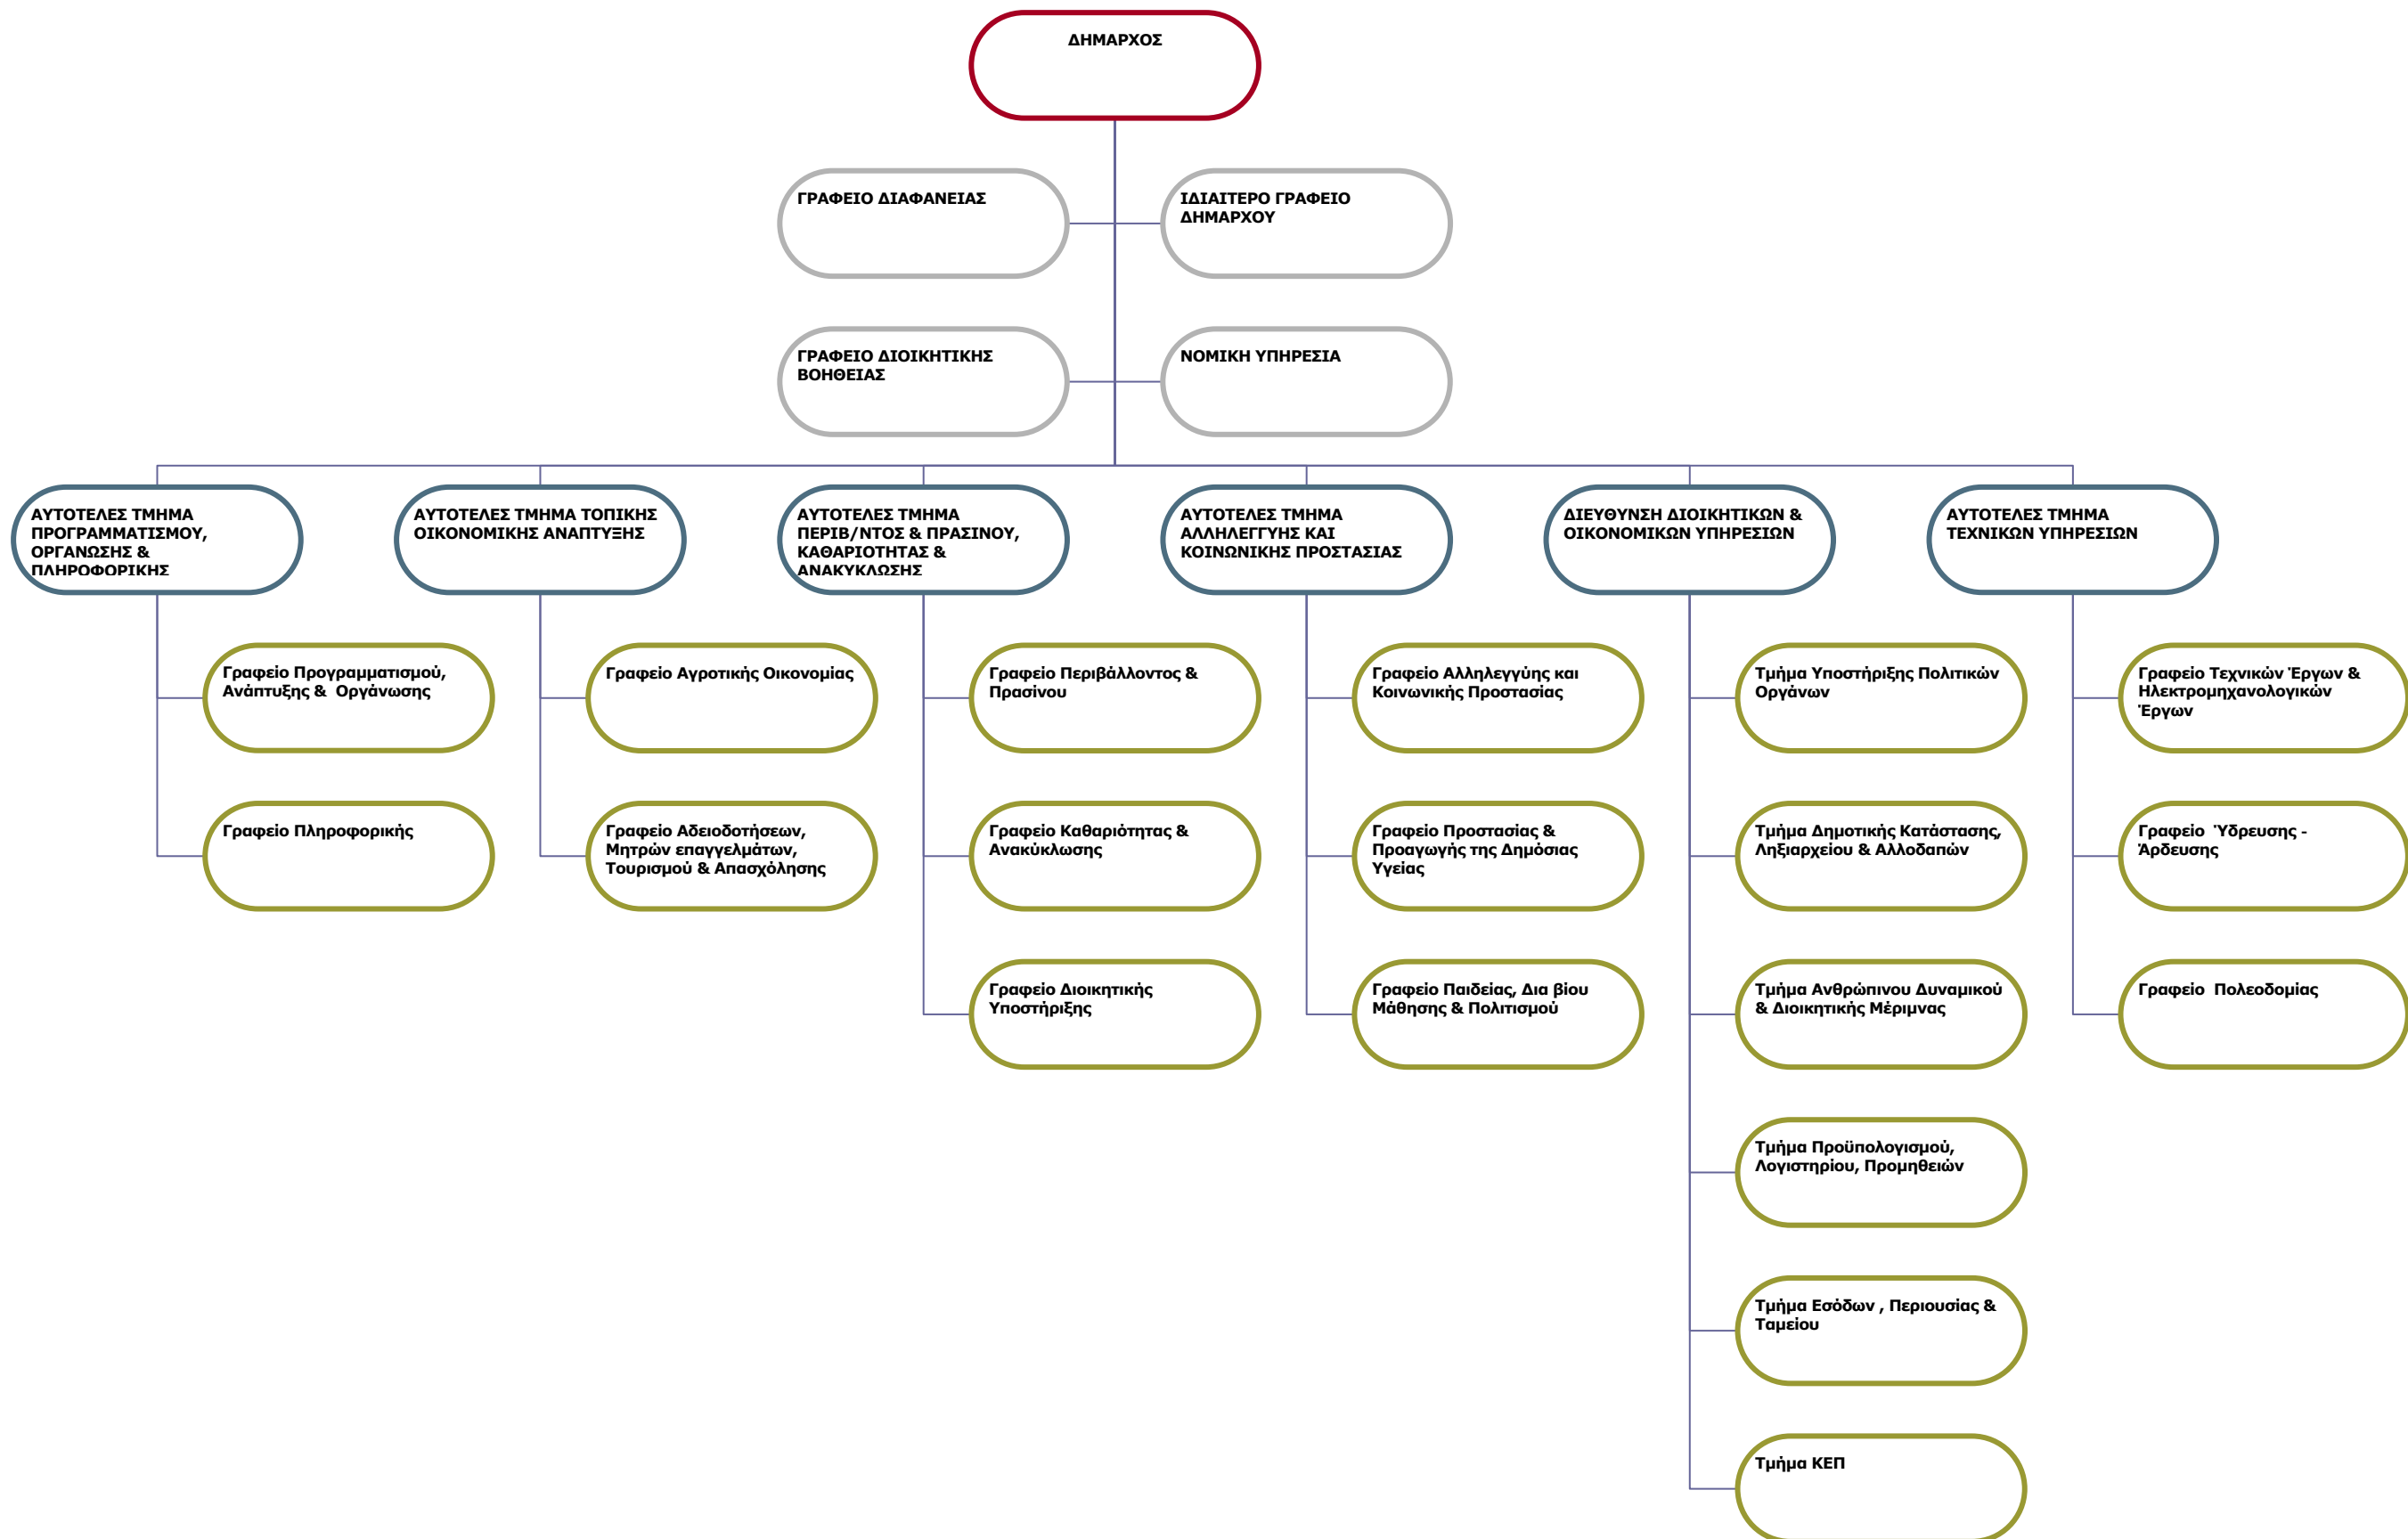 ΔΗΜΑΡΧΟΣ
ΓΡΑΦΕΙΟ ΔΙΑΦΑΝΕΙΑΣ
ΙΔΙΑΙΤΕΡΟ ΓΡΑΦΕΙΟ
ΔΗΜΑΡΧΟΥ
ΓΡΑΦΕΙΟ ΔΙΟΙΚΗΤΙΚΗΣ
ΒΟΗΘΕΙΑΣ
ΝΟΜΙΚΗ ΥΠΗΡΕΣΙΑ
ΑΥΤΟΤΕΛΕΣ ΤΜΗΜΑ
ΠΡΟΓΡΑΜΜΑΤΙΣΜΟΥ,
ΟΡΓΑΝΩΣΗΣ &
ΠΛΗΡΟΦΟΡΙΚΗΣ
ΑΥΤΟΤΕΛΕΣ ΤΜΗΜΑ ΤΟΠΙΚΗΣ
ΟΙΚΟΝΟΜΙΚΗΣ ΑΝΑΠΤΥΞΗΣ
ΑΥΤΟΤΕΛΕΣ ΤΜΗΜΑ
ΠΕΡΙΒ/ΝΤΟΣ & ΠΡΑΣΙΝΟΥ,
ΚΑΘΑΡΙΟΤΗΤΑΣ &
ΑΝΑΚΥΚΛΩΣΗΣ
ΑΥΤΟΤΕΛΕΣ ΤΜΗΜΑ
ΑΛΛΗΛΕΓΓΥΗΣ ΚΑΙ
ΚΟΙΝΩΝΙΚΗΣ ΠΡΟΣΤΑΣΙΑΣ
ΔΙΕΥΘΥΝΣΗ ΔΙΟΙΚΗΤΙΚΩΝ &
ΟΙΚΟΝΟΜΙΚΩΝ ΥΠΗΡΕΣΙΩΝ
ΑΥΤΟΤΕΛΕΣ ΤΜΗΜΑ
ΤΕΧΝΙΚΩΝ ΥΠΗΡΕΣΙΩΝ
Γραφείο Προγραμματισμού,
Ανάπτυξης & Οργάνωσης
Γραφείο Αγροτικής Οικονομίας
Γραφείο Περιβάλλοντος &
Πρασίνου
Γραφείο Αλληλεγγύης και
Κοινωνικής Προστασίας
Τμήμα Υποστήριξης Πολιτικών
Οργάνων
Γραφείο Τεχνικών Έργων &
Ηλεκτρομηχανολογικών
Έργων
Γραφείο Πληροφορικής
Γραφείο Αδειοδοτήσεων,
Μητρών επαγγελμάτων,
Τουρισμού & Απασχόλησης
Γραφείο Καθαριότητας &
Ανακύκλωσης
Γραφείο Προστασίας &
Προαγωγής της Δημόσιας
Υγείας
Τμήμα Δημοτικής Κατάστασης,
Ληξιαρχείου & Αλλοδαπών
Γραφείο Ύδρευσης -
Άρδευσης
Γραφείο Διοικητικής
Υποστήριξης
Γραφείο Παιδείας, Δια βίου
Μάθησης & Πολιτισμού
Τμήμα Ανθρώπινου Δυναμικού
& Διοικητικής Μέριμνας
Γραφείο Πολεοδομίας
Τμήμα Προϋπολογισμού,
Λογιστηρίου, Προμηθειών
Τμήμα Εσόδων , Περιουσίας &
Ταμείου
Τμήμα ΚΕΠ